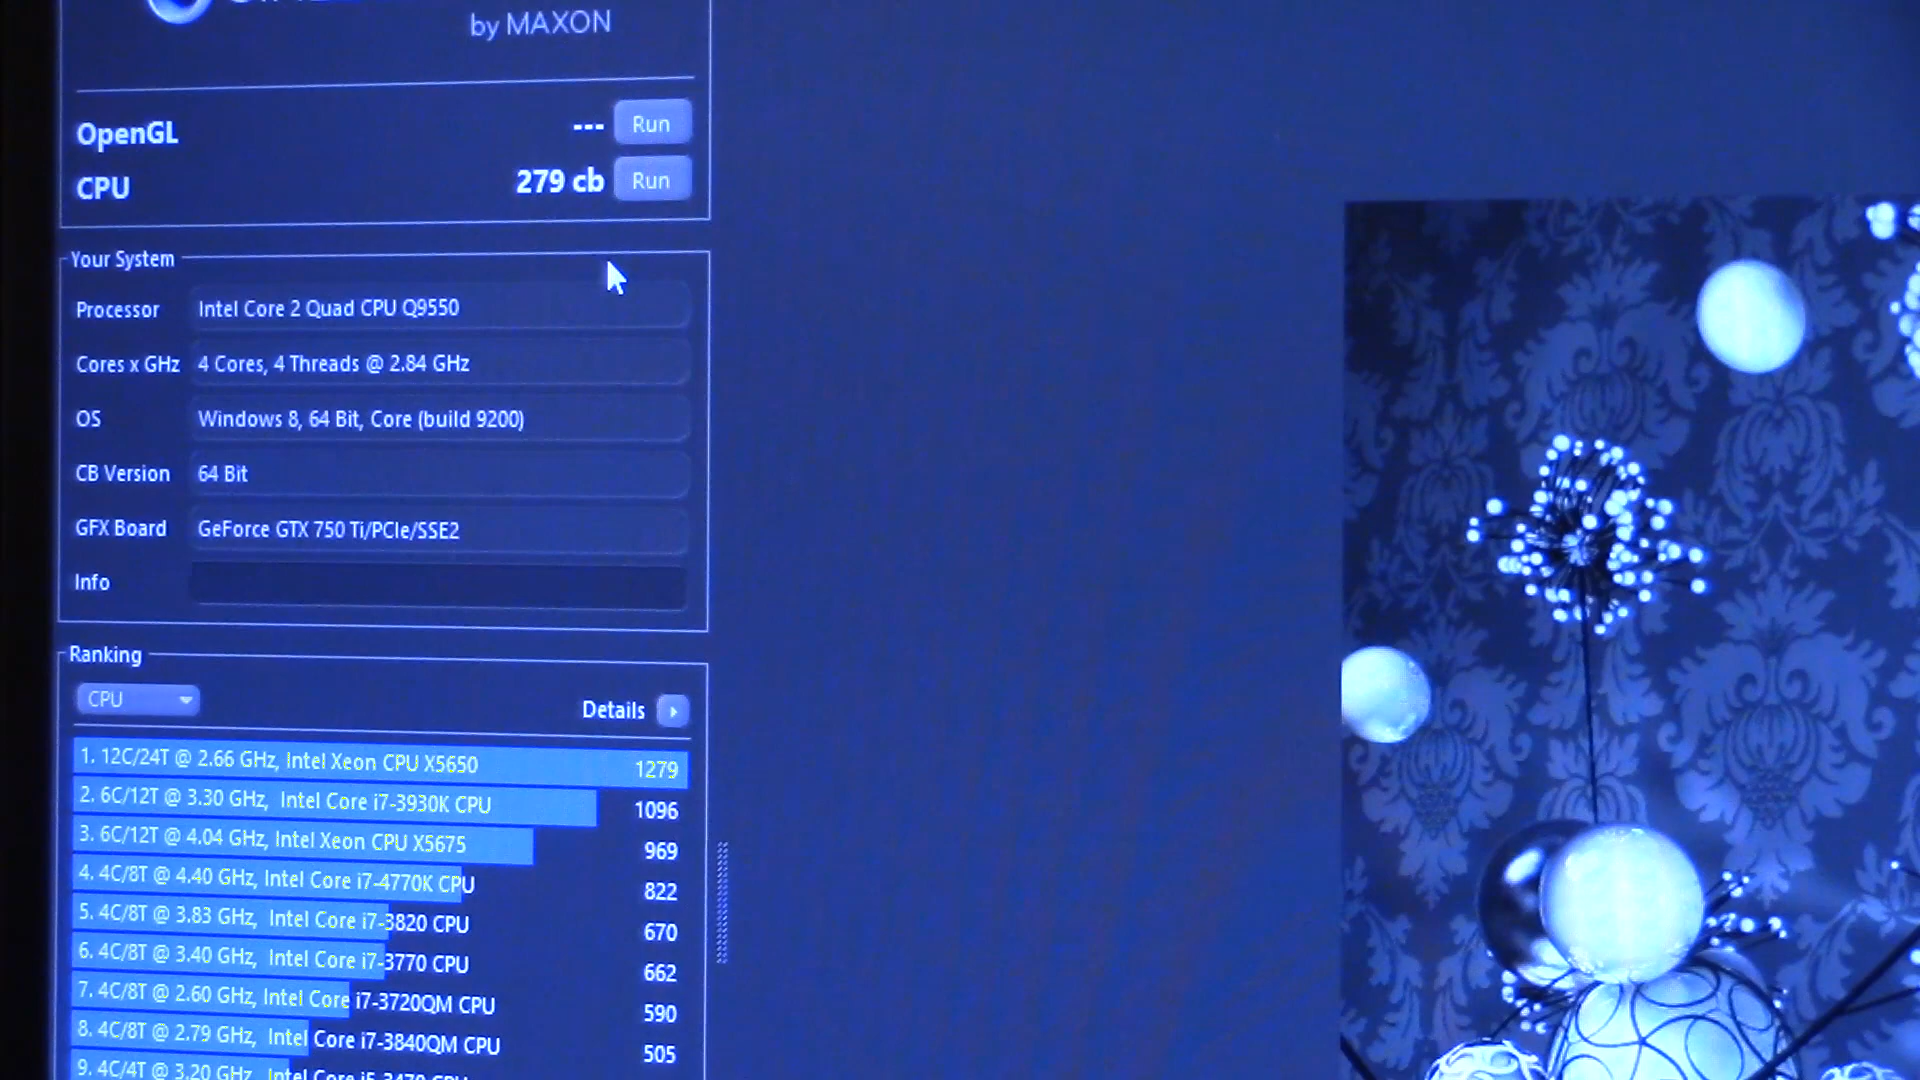 by MAXON
OpenGL --- Run
CPU 279 cb Run
Your System
Processor Intel Core 2 Quad CPU Q9550
Cores x GHz 4 Cores, 4 Threads @ 2.84 GHz
OS Windows 8, 64 Bit, Core (build 9200)
CB Version 64 Bit
GFX Board GeForce GTX 750 Ti/PCIe/SSE2
Info
Ranking
CPU Details
1. 12C/24T @ 2.66 GHz, Intel Xeon CPU X5650 1279
2. 6C/12T @ 3.30 GHz, Intel Core i7-3930K CPU 1096
3. 6C/12T @ 4.04 GHz, Intel Xeon CPU X5675 969
4. 4C/8T @ 4.40 GHz, Intel Core i7-4770K CPU 822
5. 4C/8T @ 3.83 GHz, Intel Core i7-3820 CPU 670
6. 4C/8T @ 3.40 GHz, Intel Core i7-3770 CPU 662
7. 4C/8T @ 2.60 GHz, Intel Core i7-3720QM CPU 590
8. 4C/8T @ 2.79 GHz, Intel Core i7-3840QM CPU 505
9. 4C/4T @ 3.20 GHz, Intel Core i5-3470 CPU